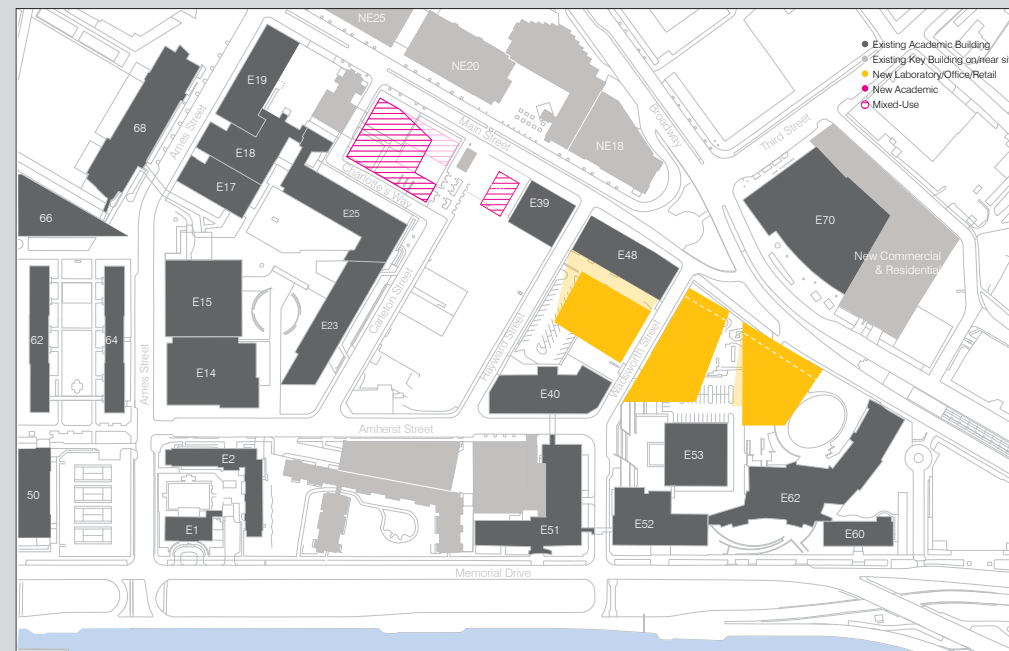 NE25
NE20
NE18
Existing Academic Building
Existing Key Building on/near si
New Laboratory/Office/Retail
New Academic
Mixed-Use
E19
68
Ames Street
E18
E17
Main Street
Broadway
Third Street
Charlotte's Way
E25
E39
E48
E70
New Commercial
& Residential
66
E15
Carleton Street
E23
Hayward Street
Wadsworth Street
62
64
Ames Street
E14
E40
Amherst Street
E2
E53
50
E1
E51
E52
E62
E60
Memorial Drive